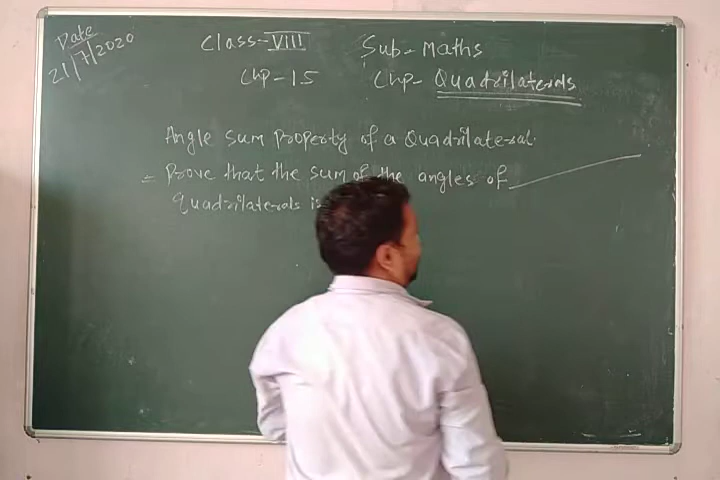 Date
21/7/2020
Class-VIII Sub- Maths
Chp-15 Chp- Quadrilaterals
Angle sum property of a Quadrilateral.
= Prove that the sum of the angles of
quadrilaterals is